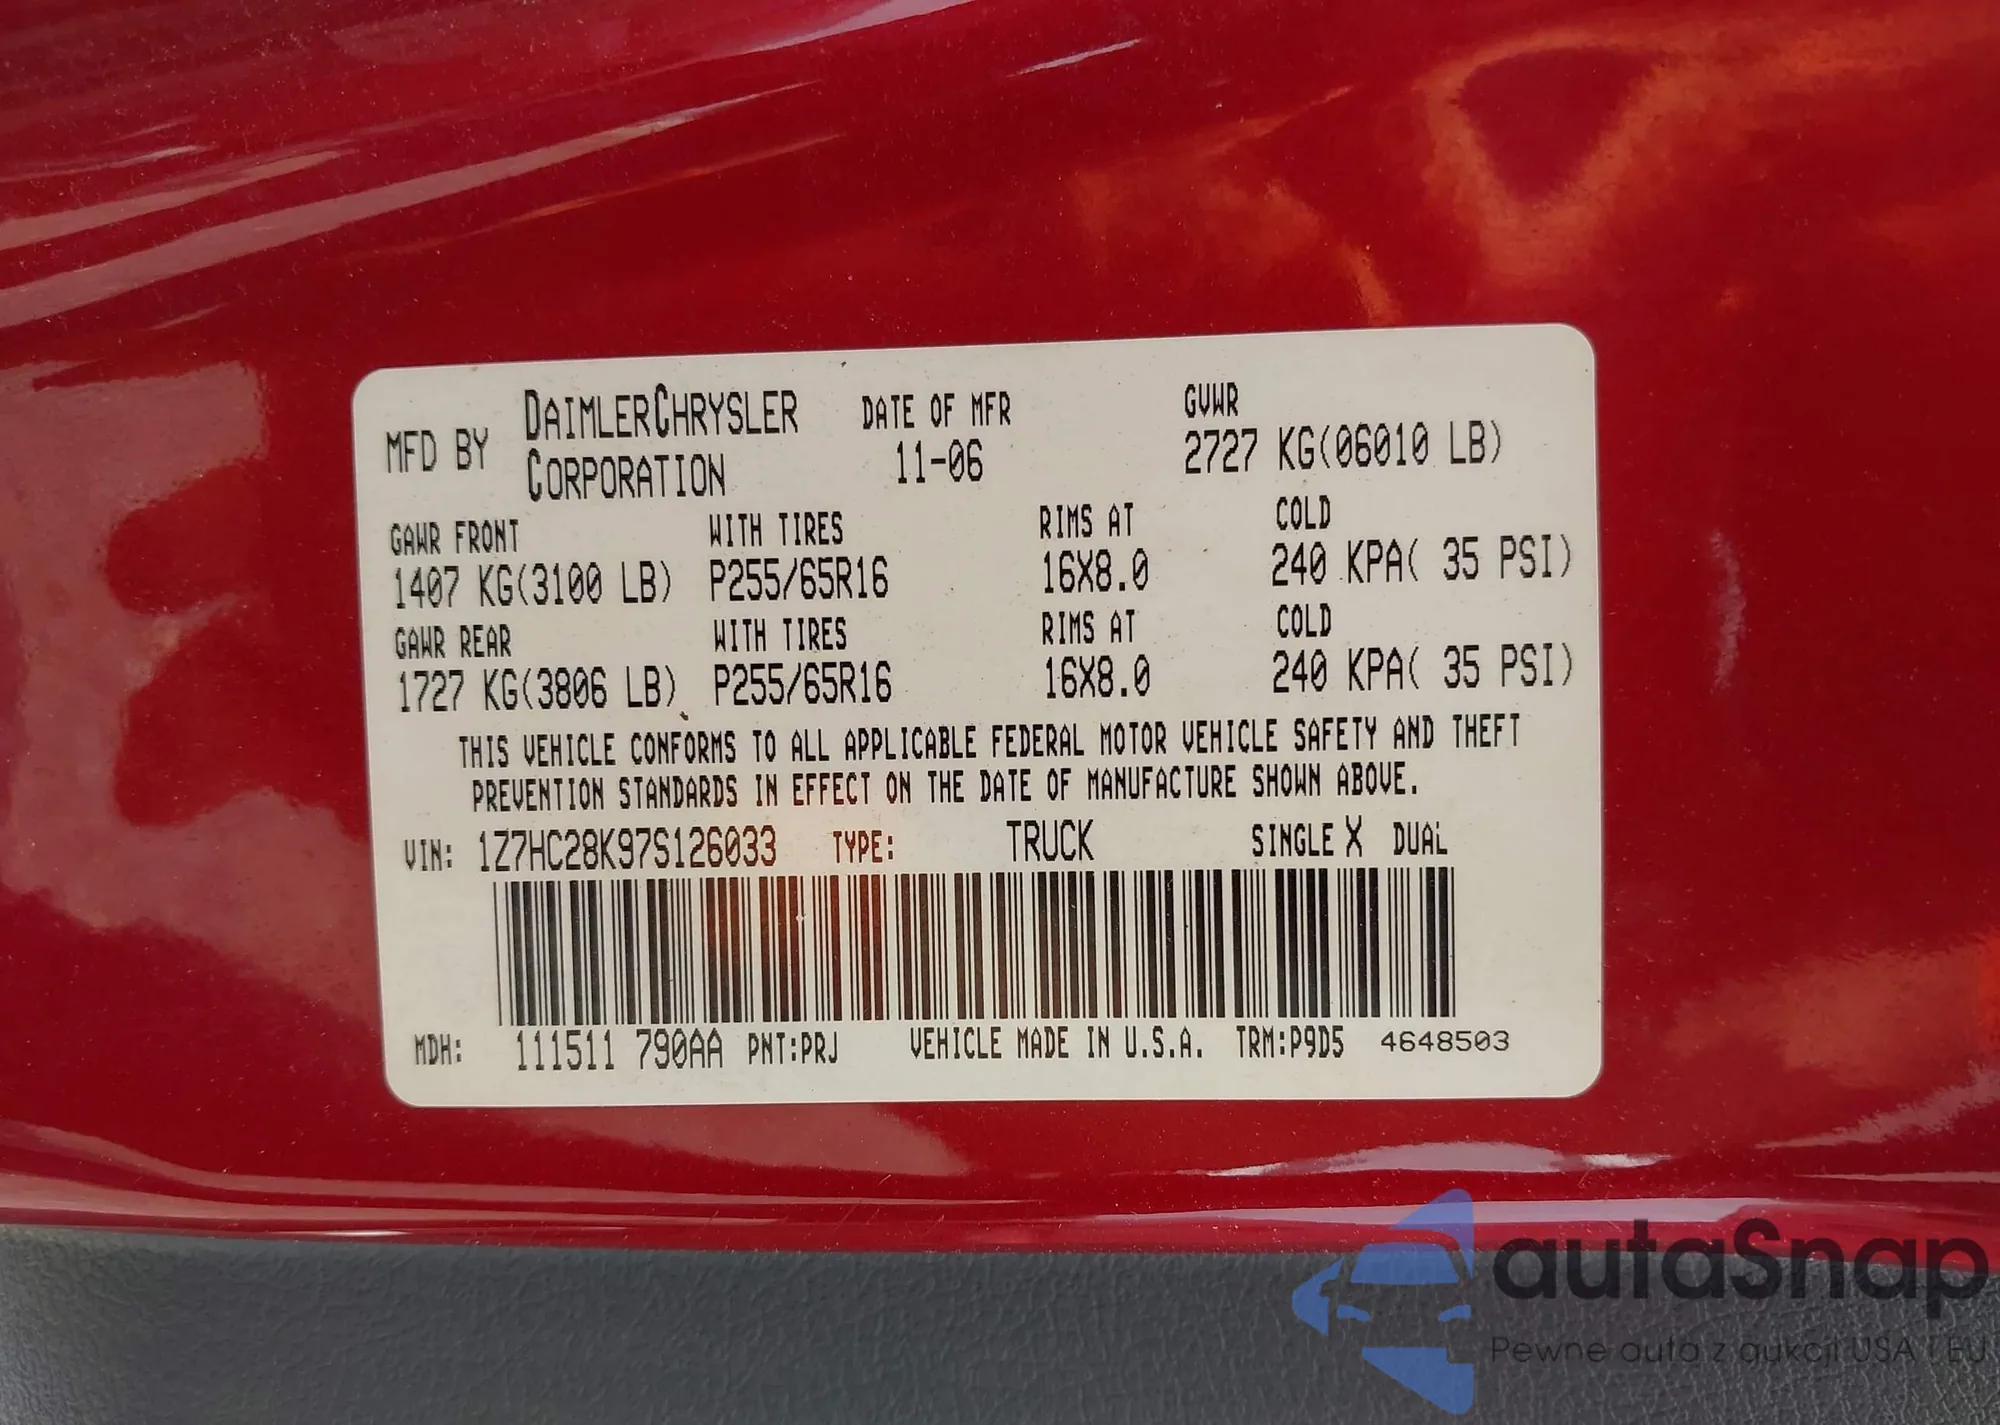 MFD BY DAIMLERCHRYSLER CORPORATION DATE OF MFR 11-06 GVWR 2727 KG(06010 LB)
GAWR FRONT WITH TIRES RIMS AT COLD
1407 KG(3100 LB) P255/65R16 16X8.0 240 KPA( 35 PSI)
GAWR REAR WITH TIRES RIMS AT COLD
1727 KG(3806 LB) P255/65R16 16X8.0 240 KPA( 35 PSI)
THIS VEHICLE CONFORMS TO ALL APPLICABLE FEDERAL MOTOR VEHICLE SAFETY AND THEFT
PREVENTION STANDARDS IN EFFECT ON THE DATE OF MANUFACTURE SHOWN ABOVE.
VIN: 1Z7HC28K97S126033 TYPE: TRUCK SINGLE X DUAL
MDH: 111511 790AA PNT:PRJ VEHICLE MADE IN U.S.A. TRM:P9D5 4648503
autaSnap
Pewne auta z aukcji USA i EU